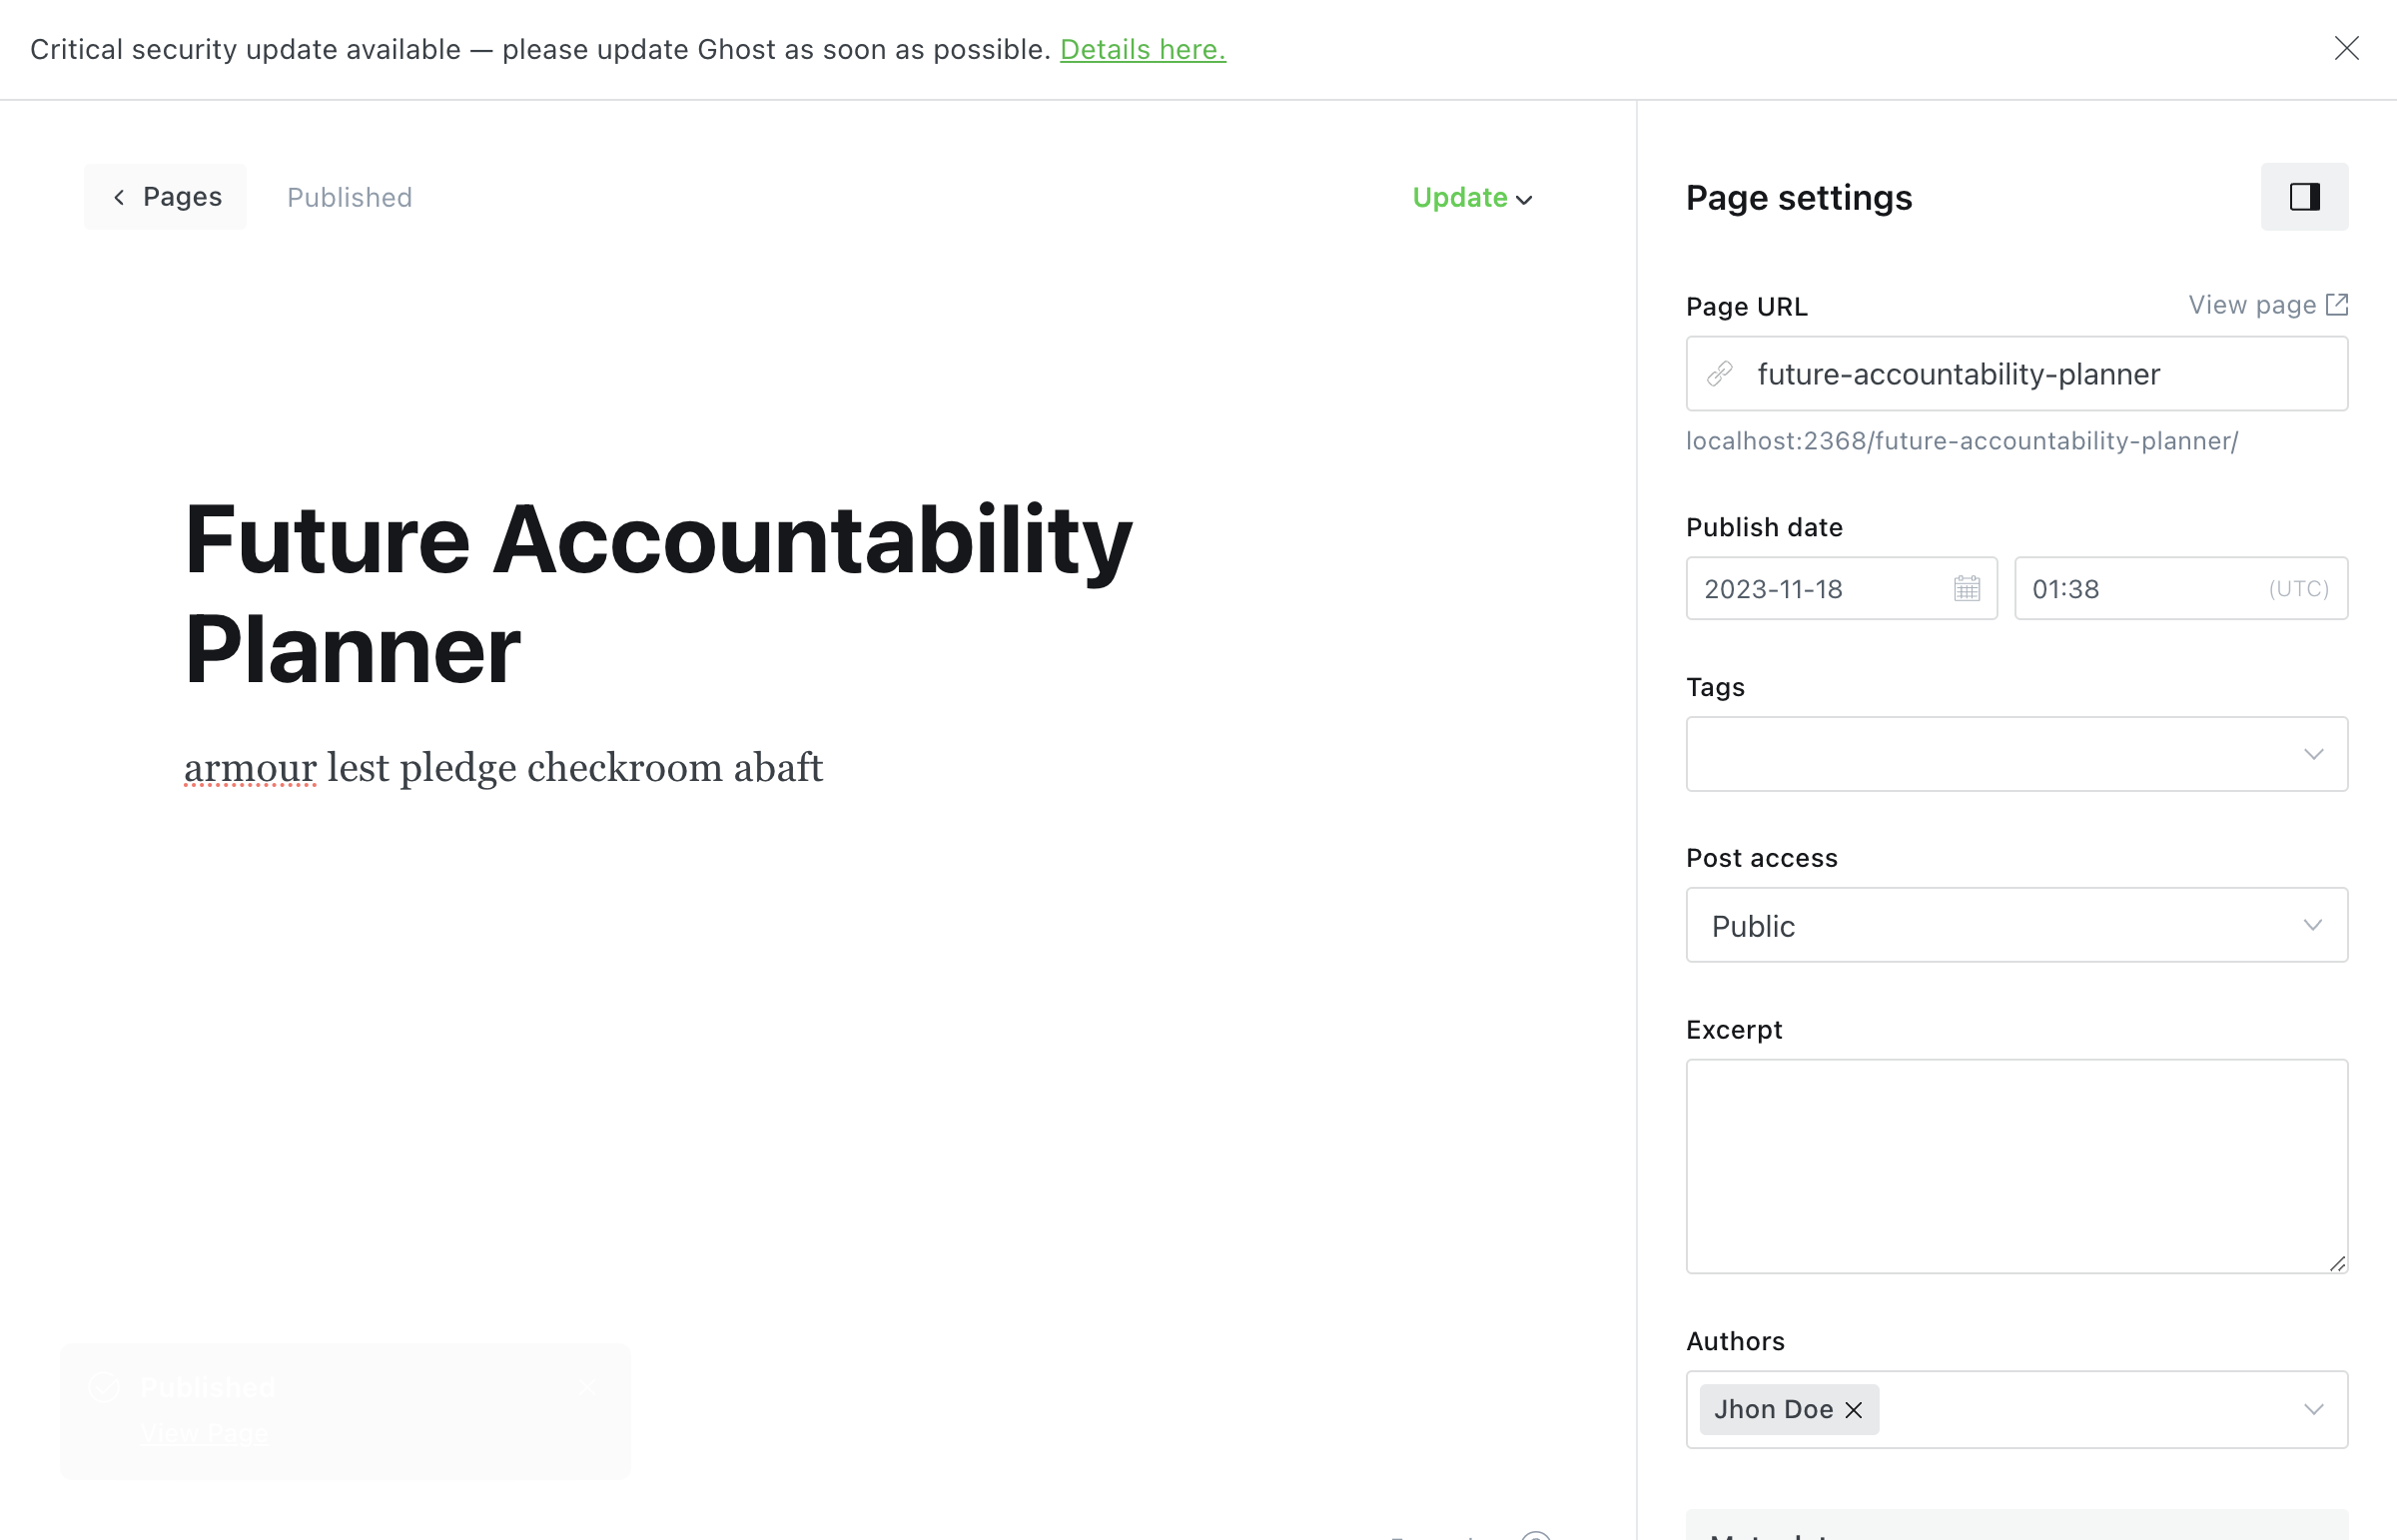 Critical security update available — please update Ghost as soon as possible. Details here.
Pages
Published
Update
Future Accountability
Planner
armour lest pledge checkroom abaft
Published
View Page
Page settings
Page URL
View page
future-accountability-planner
localhost:2368/future-accountability-planner/
Publish date
2023-11-18
01:38 (UTC)
Tags
Post access
Public
Excerpt
Authors
Jhon Doe